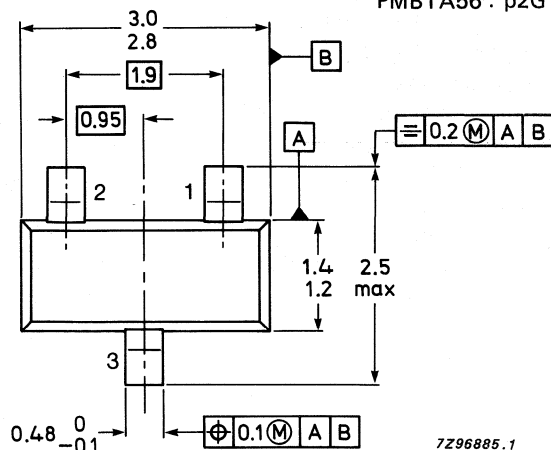 PMBTA56 : p2G
3.0
2.8
B
1.9
0.95
A
0.2 Ⓜ A B
2
1
1.4
1.2
2.5
max
3
0.48 0
-0.1
0.1 Ⓜ A B
7Z96885.1